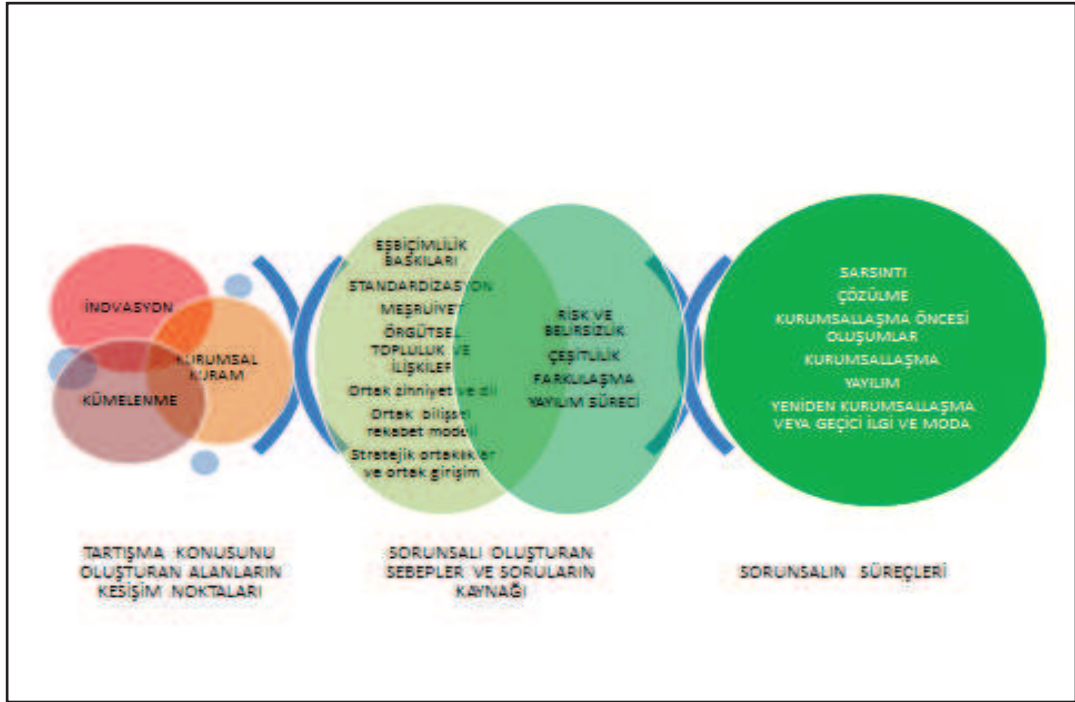 İNOVASYON
KURUMSAL
KURAM
KÜMELENME
EŞBİÇİMLİLİK
BASKILARI
STANDARDİZASYON
MEŞRUİYET
ÖRGÜTSEL
TOPLULUK VE
İLİŞKİLER
Ortak zihniyet ve dil
Ortak bilişsel
rekabet modeli
Stratejik ortaklıklar
ve ortak girişim
RİSK VE
BELİRSİZLİK
ÇEŞİTLİLİK
FARKLILAŞMA
YAYILIM SÜRECİ
SARSINTI
ÇÖZÜLME
KURUMSALLAŞMA ÖNCESİ
OLUŞUMLAR
KURUMSALLAŞMA
YAYILIM
YENİDEN KURUMSALLAŞMA
VEYA GEÇİCİ İLGİ VE MODA
TARTIŞMA KONUSUNU
OLUŞTURAN ALANLARIN
KESİŞİM NOKTALARI
SORUNSALI OLUŞTURAN
SEBEPLER VE SORULARIN
KAYNAĞI
SORUNSALIN SÜREÇLERİ